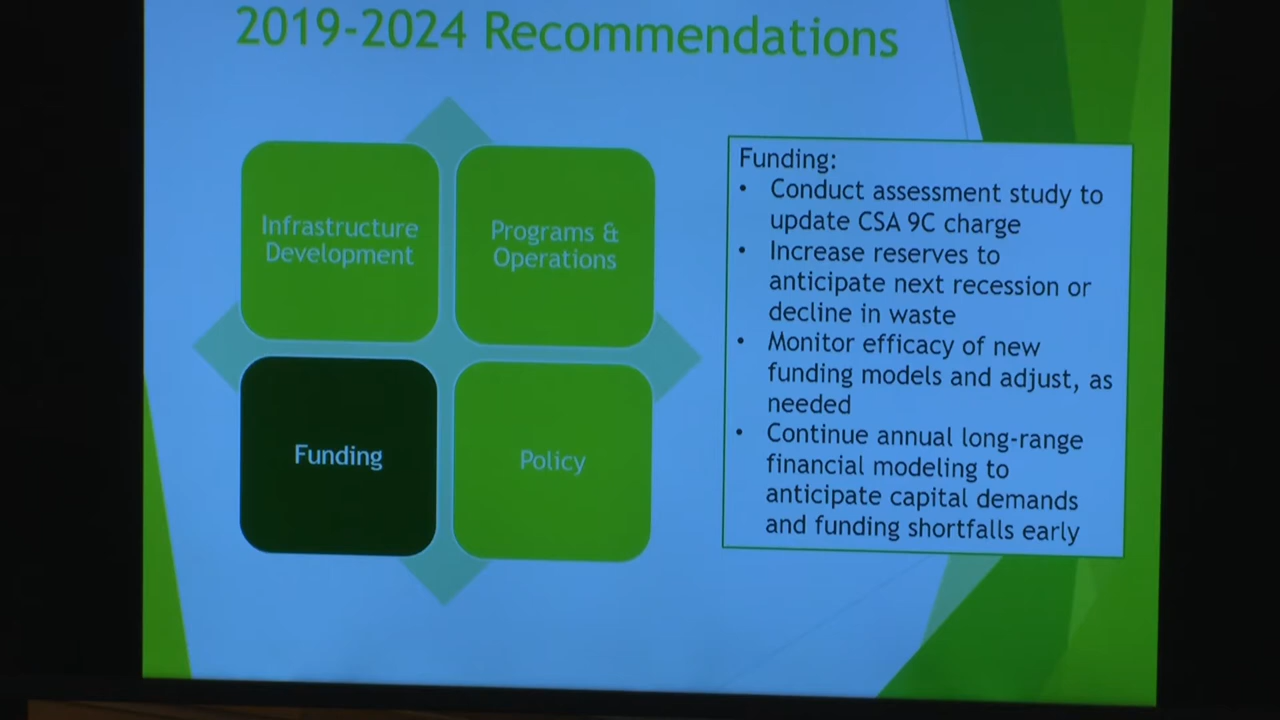 2019-2024 Recommendations
Infrastructure
Development
Programs &
Operations
Funding
Policy
Funding:
• Conduct assessment study to
update CSA 9C charge
• Increase reserves to
anticipate next recession or
decline in waste
• Monitor efficacy of new
funding models and adjust, as
needed
• Continue annual long-range
financial modeling to
anticipate capital demands
and funding shortfalls early